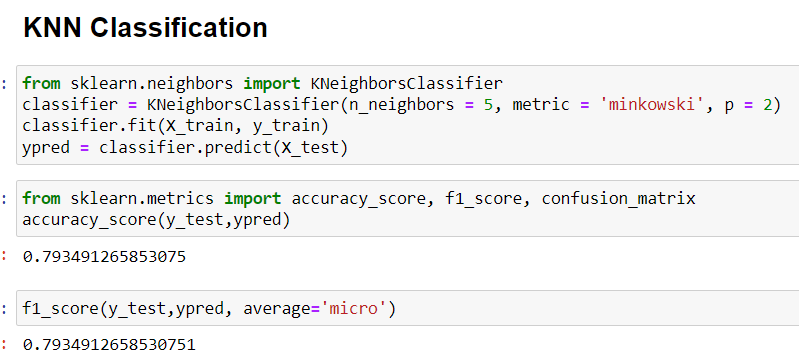 KNN Classification
: from sklearn.neighbors import KNeighborsClassifier
classifier = KNeighborsClassifier(n_neighbors = 5, metric = 'minkowski', p = 2)
classifier.fit(X_train, y_train)
ypred = classifier.predict(X_test)
: from sklearn.metrics import accuracy_score, f1_score, confusion_matrix
accuracy_score(y_test,ypred)
: 0.793491265853075
: f1_score(y_test,ypred, average='micro')
: 0.7934912658530751